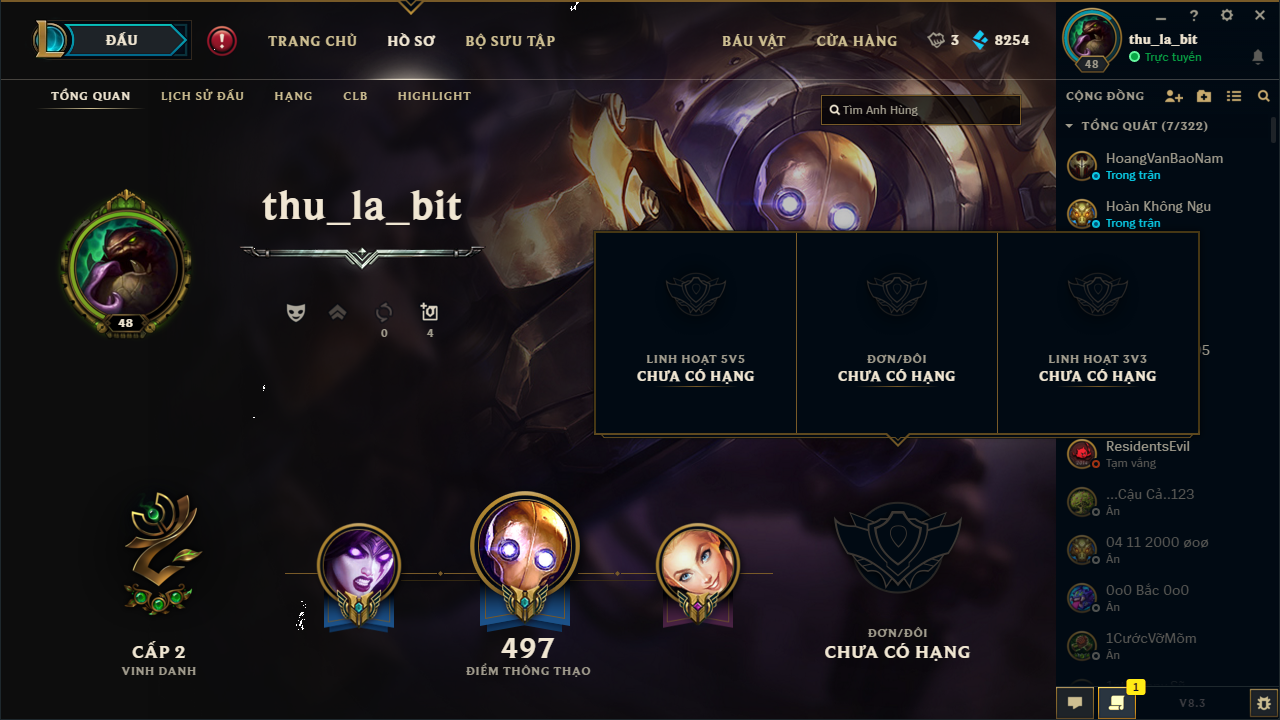 ĐẤU
!
TRANG CHỦ
HỒ SƠ
BỘ SƯU TẬP
BÁU VẬT
CỬA HÀNG
3
8254
?
thu_la_bit
48
Trực tuyến
TỔNG QUAN
LỊCH SỬ ĐẤU
HẠNG
CLB
HIGHLIGHT
Tìm Anh Hùng
CỘNG ĐỒNG
TỔNG QUÁT (7/322)
HoangVanBaoNam
Trong trận
Hoàn Không Ngu
Trong trận
thu_la_bit
48
0
4
LINH HOẠT 5V5
CHƯA CÓ HẠNG
ĐƠN/ĐÔI
CHƯA CÓ HẠNG
LINH HOẠT 3V3
CHƯA CÓ HẠNG
5
ResidentsEvil
Tạm vắng
...Cậu Cả..123
Ẩn
04 11 2000 øoø
Ẩn
0o0 Bắc 0o0
Ẩn
1CướcVỡMõm
Ẩn
CẤP 2
VINH DANH
497
ĐIỂM THÔNG THẠO
ĐƠN/ĐÔI
CHƯA CÓ HẠNG
1
V8.3